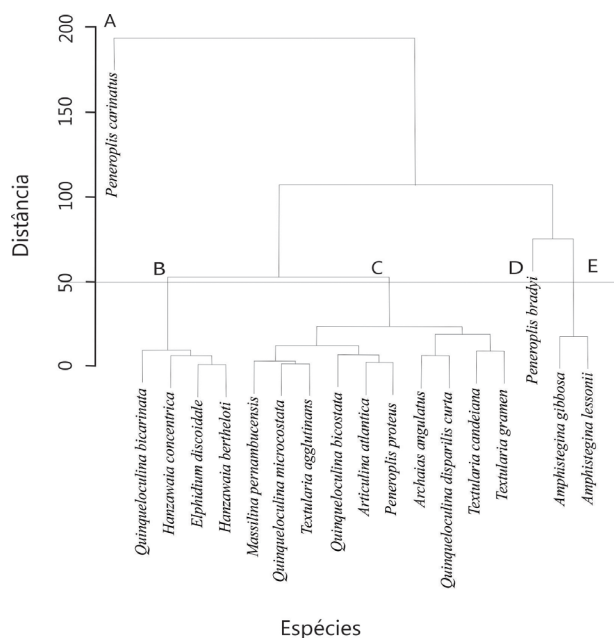 A
200
150
100
50
0
Distância
B
C
D
E
Peneroplis carinatus
Quinqueloculina bicarinata
Hanzawaia concentrica
Elphidium discoidale
Hanzawaia bertheloti
Massilina pernambucensis
Quinqueloculina microcostata
Textularia agglutinans
Quinqueloculina bicostata
Articulina atlantica
Peneroplis proteus
Archaias angulatus
Quinqueloculina disparilis curta
Textularia candeiana
Textularia gramen
Peneroplis bradyi
Amphistegina gibbosa
Amphistegina lessonii
Espécies